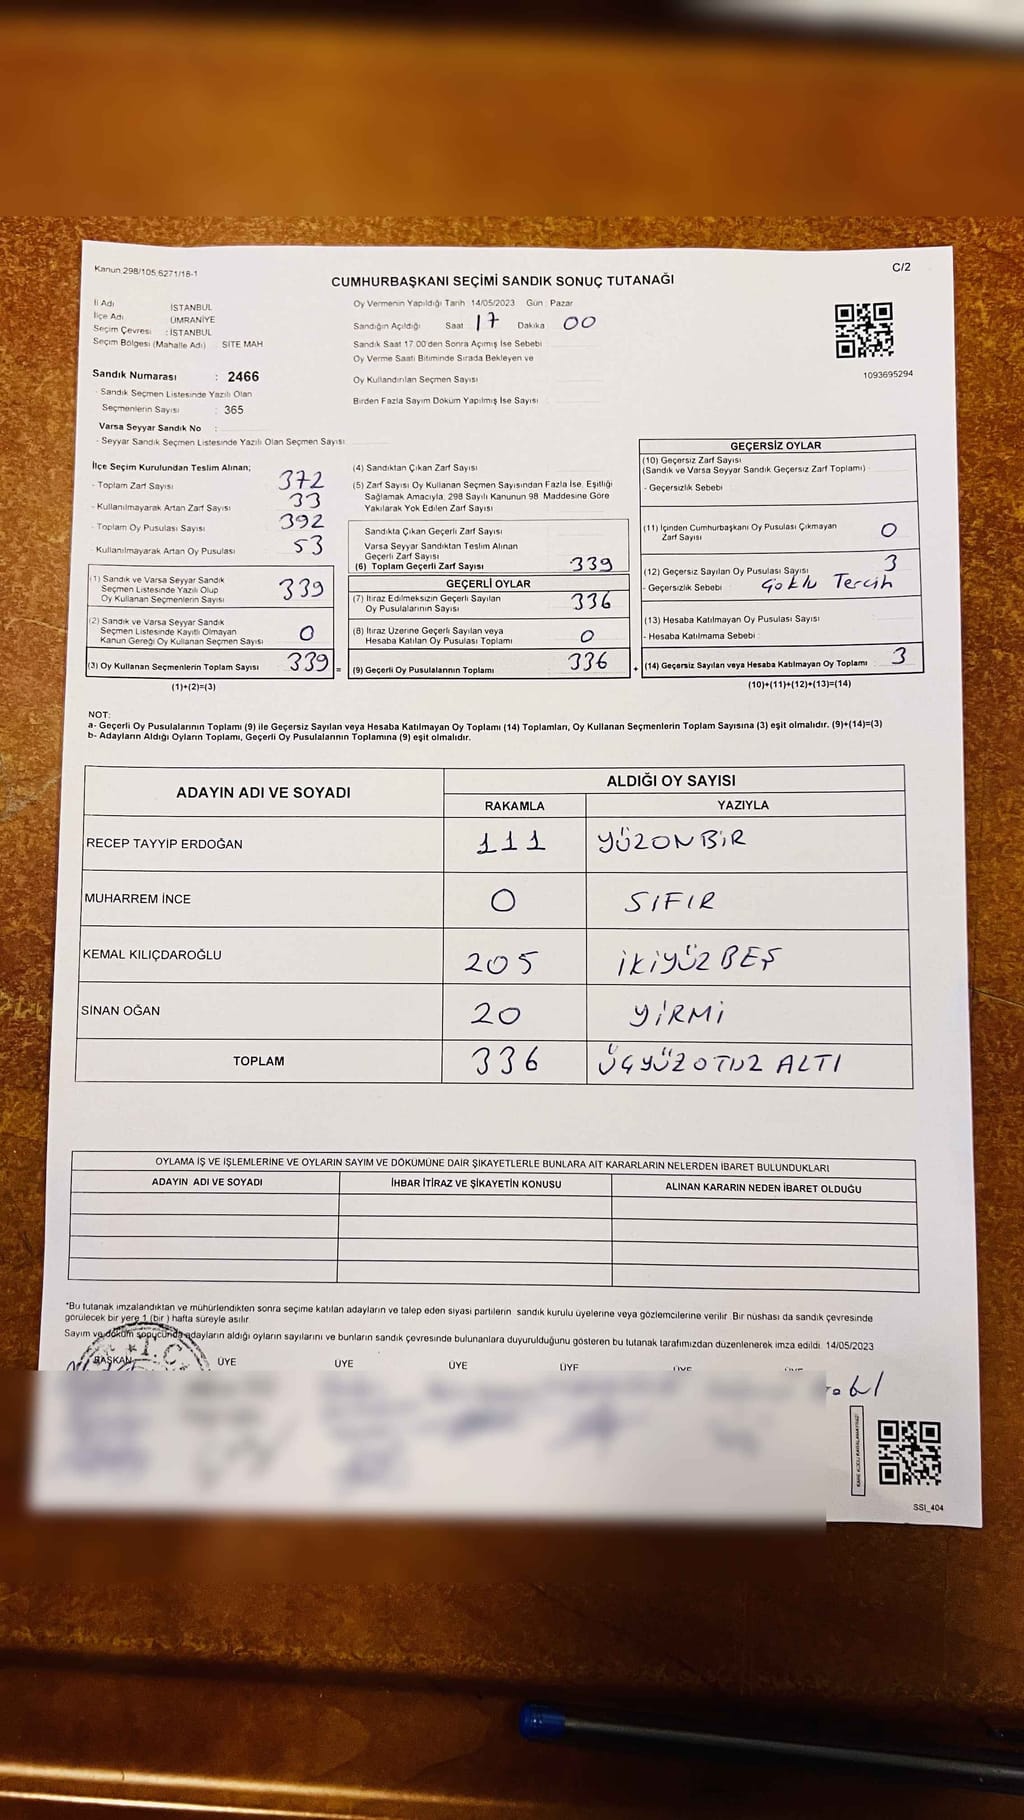 Kanun 298/105,6271/18-1
C/2
CUMHURBAŞKANI SEÇİMİ SANDIK SONUÇ TUTANAĞI
İl Adı İSTANBUL
İlçe Adı ÜMRANİYE
Seçim Çevresi : İSTANBUL
Seçim Bölgesi (Mahalle Adı) SİTE MAH
Sandık Numarası : 2466
- Sandık Seçmen Listesinde Yazılı Olan
Seçmenlerin Sayısı : 365
Varsa Seyyar Sandık No :
- Seyyar Sandık Seçmen Listesinde Yazılı Olan Seçmen Sayısı
Oy Vermenin Yapıldığı Tarih 14/05/2023 Gün : Pazar
Sandığın Açıldığı Saat 17 Dakika 00
Sandık Saat 17:00'den Sonra Açımış İse Sebebi
Oy Verme Saati Bitiminde Sırada Bekleyen ve
Oy Kullandırılan Seçmen Sayısı
Birden Fazla Sayım Döküm Yapılmış İse Sayısı
1093695294
İlçe Seçim Kurulundan Teslim Alınan;
- Toplam Zarf Sayısı 372
- Kullanılmayarak Artan Zarf Sayısı 33
- Toplam Oy Pusulası Sayısı 392
- Kullanılmayarak Artan Oy Pusulası 53
(1) Sandık ve Varsa Seyyar Sandık
Seçmen Listesinde Yazılı Olup
Oy Kullanan Seçmenlerin Sayısı 339
(2) Sandık ve Varsa Seyyar Sandık
Seçmen Listesinde Kayıtlı Olmayan
Kanun Gereği Oy Kullanan Seçmen Sayısı 0
(3) Oy Kullanan Seçmenlerin Toplam Sayısı 339 =
(1)+(2)=(3)
(4) Sandıktan Çıkan Zarf Sayısı
(5) Zarf Sayısı Oy Kullanan Seçmen Sayısından Fazla İse, Eşitliği
Sağlamak Amacıyla, 298 Sayılı Kanunun 98. Maddesine Göre
Yakılarak Yok Edilen Zarf Sayısı
Sandıkta Çıkan Geçerli Zarf Sayısı
Varsa Seyyar Sandıktan Teslim Alınan
Geçerli Zarf Sayısı
(6) Toplam Geçerli Zarf Sayısı 339
GEÇERLİ OYLAR
(7) İtiraz Edilmeksizin Geçerli Sayılan
Oy Pusulalarının Sayısı 336
(8) İtiraz Üzerine Geçerli Sayılan veya
Hesaba Katılan Oy Pusulası Toplamı 0
(9) Geçerli Oy Pusulalarının Toplamı 336 +
GEÇERSİZ OYLAR
(10) Geçersiz Zarf Sayısı
(Sandık ve Varsa Seyyar Sandık Geçersiz Zarf Toplamı)
- Geçersizlik Sebebi :
(11) İçinden Cumhurbaşkanı Oy Pusulası Çıkmayan
Zarf Sayısı 0
(12) Geçersiz Sayılan Oy Pusulası Sayısı 3
- Geçersizlik Sebebi : Çoklu Tercih
(13) Hesaba Katılmayan Oy Pusulası Sayısı
- Hesaba Katılmama Sebebi :
(14) Geçersiz Sayılan veya Hesaba Katılmayan Oy Toplamı 3
(10)+(11)+(12)+(13)=(14)
NOT:
a- Geçerli Oy Pusulalarının Toplamı (9) ile Geçersiz Sayılan veya Hesaba Katılmayan Oy Toplamı (14) Toplamları, Oy Kullanan Seçmenlerin Toplam Sayısına (3) eşit olmalıdır. (9)+(14)=(3)
b- Adayların Aldığı Oyların Toplamı, Geçerli Oy Pusulalarının Toplamına (9) eşit olmalıdır.
ADAYIN ADI VE SOYADI
ALDIĞI OY SAYISI
RAKAMLA YAZIYLA
RECEP TAYYİP ERDOĞAN 111 YÜZONBİR
MUHARREM İNCE 0 SIFIR
KEMAL KILIÇDAROĞLU 205 İKİYÜZ BEŞ
SİNAN OĞAN 20 YİRMİ
TOPLAM 336 ÜÇYÜZ OTUZ ALTI
OYLAMA İŞ VE İŞLEMLERİNE VE OYLARIN SAYIM VE DÖKÜMÜNE DAİR ŞİKAYETLERLE BUNLARA AİT KARARLARIN NELERDEN İBARET BULUNDUKLARI
ADAYIN ADI VE SOYADI İHBAR İTİRAZ VE ŞİKAYETİN KONUSU ALINAN KARARIN NEDEN İBARET OLDUĞU
*Bu tutanak imzalandıktan ve mühürlendikten sonra seçime katılan adayların ve talep eden siyasi partilerin sandık kurulu üyelerine veya gözlemcilerine verilir. Bir nüshası da sandık çevresinde
görülecek bir yere 1 (bir) hafta süreyle asılır.
Sayım ve döküm sonucunda adayların aldığı oyların sayılarını ve bunların sandık çevresinde bulunanlara duyurulduğunu gösteren bu tutanak tarafımızdan düzenlenerek imza edildi. 14/05/2023
T.C.
BAŞKAN ÜYE ÜYE ÜYE ÜYE ÜYE ÜYE
SSI_404